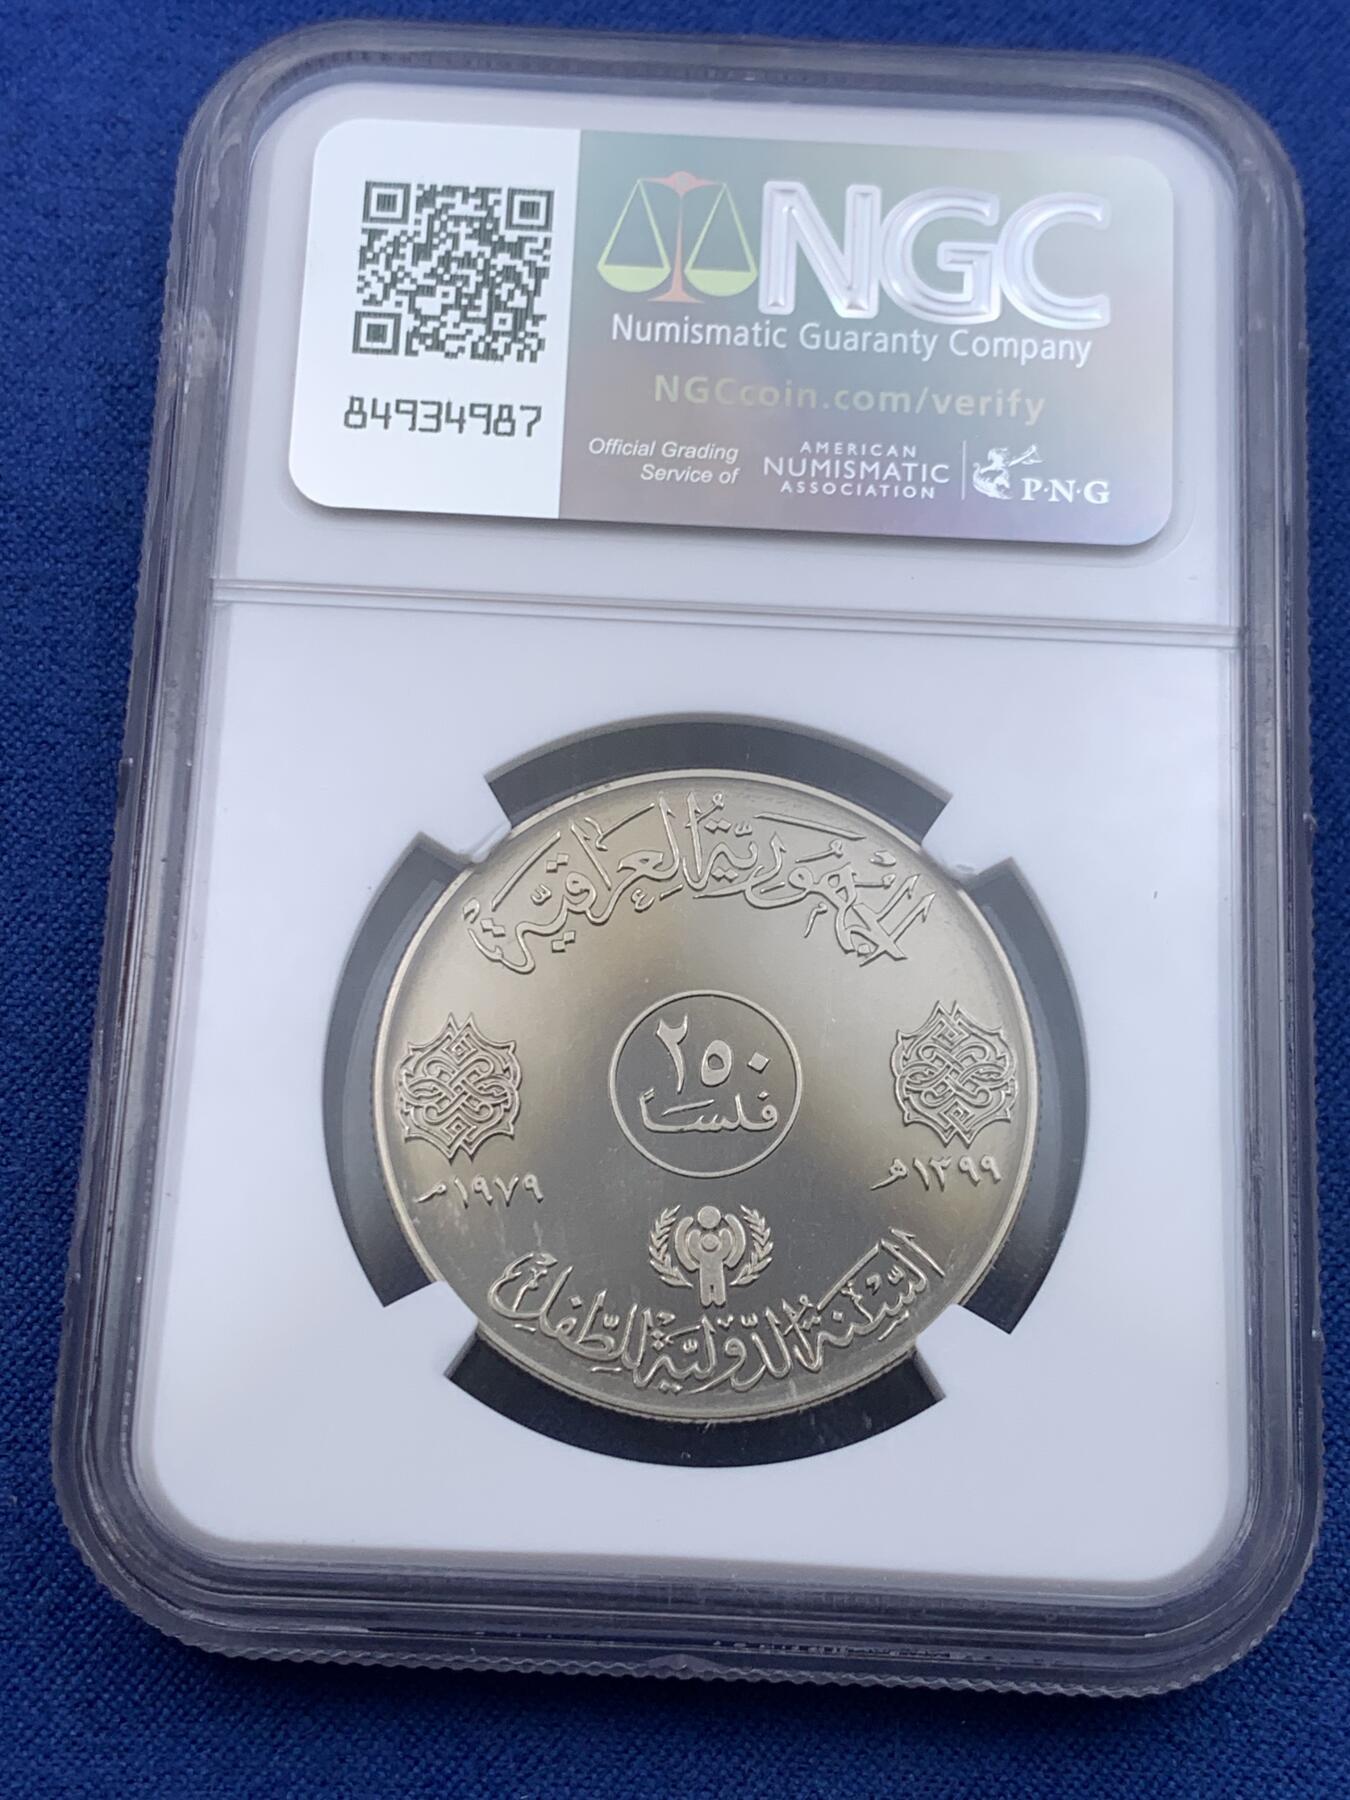 NGC
Numismatic Guaranty Company
NGCcoin.com/verify
84934987
Official Grading
Service of
AMERICAN
NUMISMATIC
ASSOCIATION
P·N·G
الجمهورية العراقية
٢٥٠
فلساً
١٩٧٩م
١٣٩٩هـ
السنة الدولية للطفل